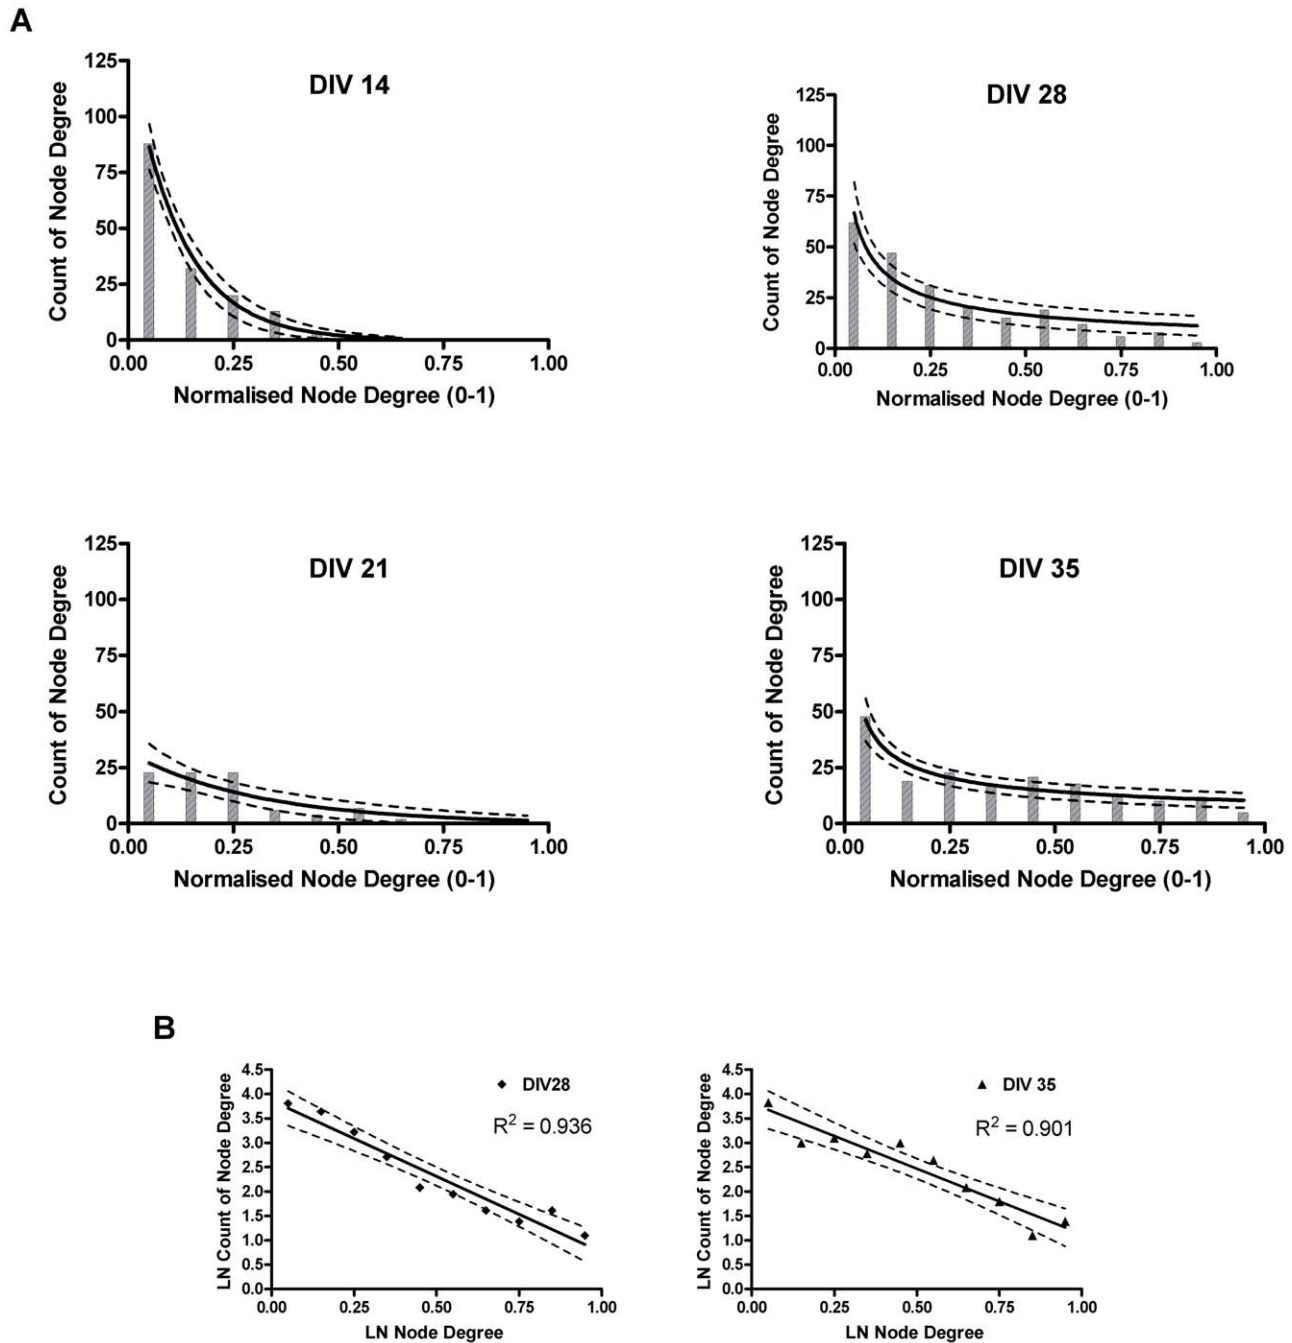 A
DIV 14
125
100
75
50
25
0
0.00 0.25 0.50 0.75 1.00
Count of Node Degree
Normalised Node Degree (0-1)
DIV 28
125
100
75
50
25
0
0.00 0.25 0.50 0.75 1.00
Count of Node Degree
Normalised Node Degree (0-1)
DIV 21
125
100
75
50
25
0
0.00 0.25 0.50 0.75 1.00
Count of Node Degree
Normalised Node Degree (0-1)
DIV 35
125
100
75
50
25
0
0.00 0.25 0.50 0.75 1.00
Count of Node Degree
Normalised Node Degree (0-1)
B
DIV28
R² = 0.936
4.5
4.0
3.5
3.0
2.5
2.0
1.5
1.0
0.5
0.0
0.00 0.25 0.50 0.75 1.00
LN Count of Node Degree
LN Node Degree
DIV 35
R² = 0.901
4.5
4.0
3.5
3.0
2.5
2.0
1.5
1.0
0.5
0.0
0.00 0.25 0.50 0.75 1.00
LN Count of Node Degree
LN Node Degree